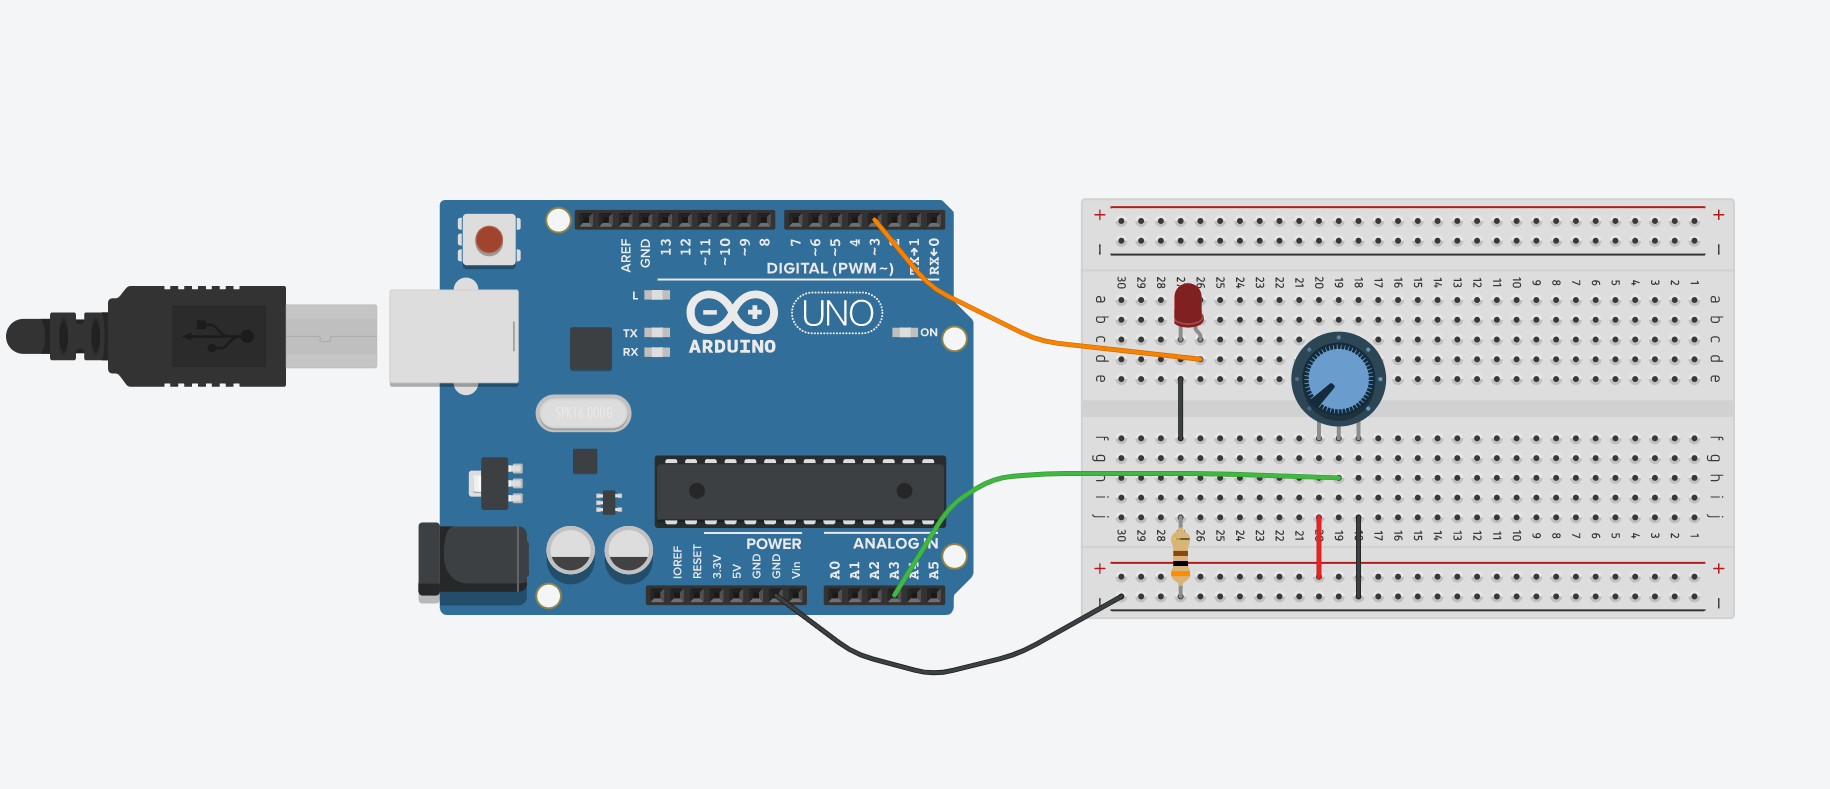 AREF
GND
13
12
~11
~10
~9
8
7
~6
~5
4
~3
2
TX→1
RX←0
DIGITAL (PWM~)
L
TX
RX
ARDUINO
UNO
ON
SPK16.000G
POWER
ANALOG IN
IOREF
RESET
3.3V
5V
GND
GND
Vin
A0
A1
A2
A3
A4
A5
+ +
– –
30 29 28 27 26 25 24 23 22 21 20 19 18 17 16 15 14 13 12 11 10 9 8 7 6 5 4 3 2 1
a a
b b
c c
d d
e e
f f
g g
h h
i i
j j
30 29 28 27 26 25 24 23 22 21 20 19 18 17 16 15 14 13 12 11 10 9 8 7 6 5 4 3 2 1
+ +
– –